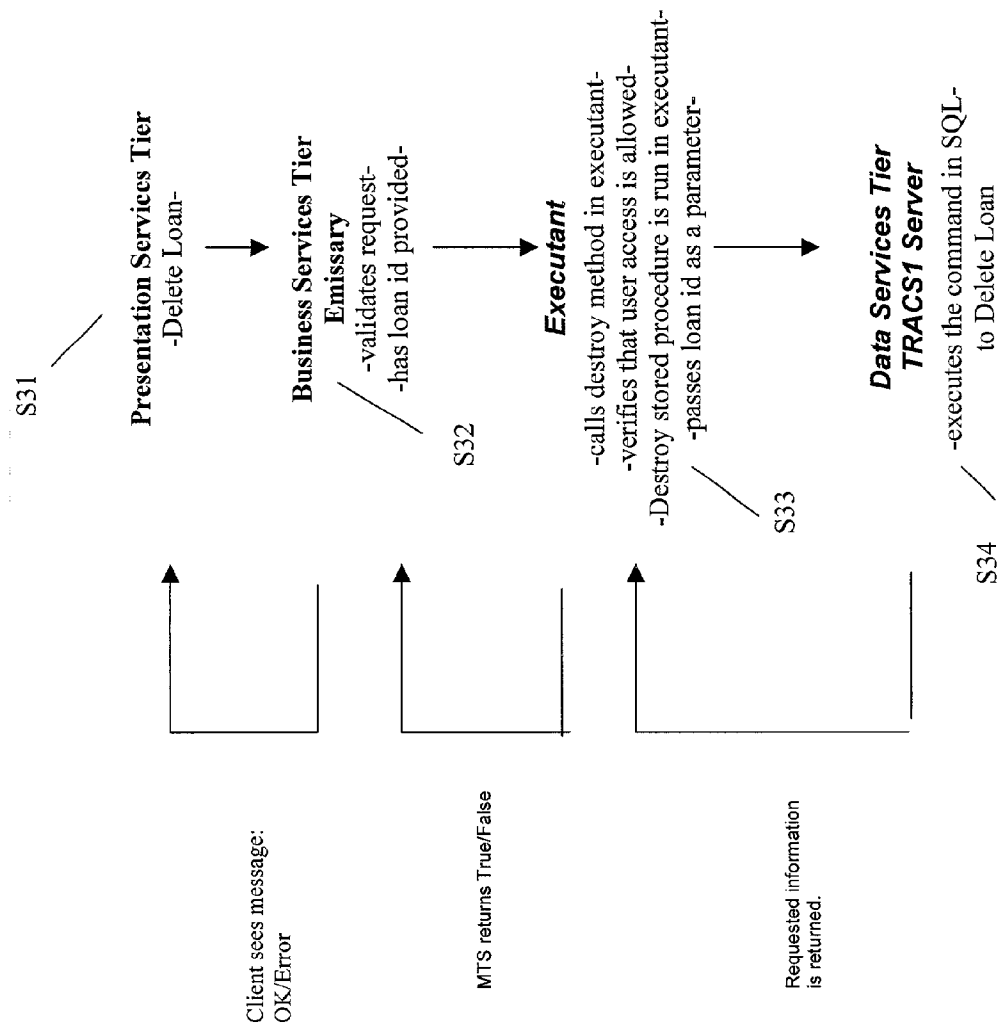 S31
Presentation Services Tier
-Delete Loan-
Business Services Tier
Emissary
-validates request-
-has loan id provided-
S32
Executant
-calls destroy method in executant-
-verifies that user access is allowed-
-Destroy stored procedure is run in executant-
-passes loan id as a parameter-
S33
Data Services Tier
TRACS1 Server
-executes the command in SQL-
to Delete Loan
S34
Client sees message:
OK/Error
MTS returns True/False
Requested information
is returned.